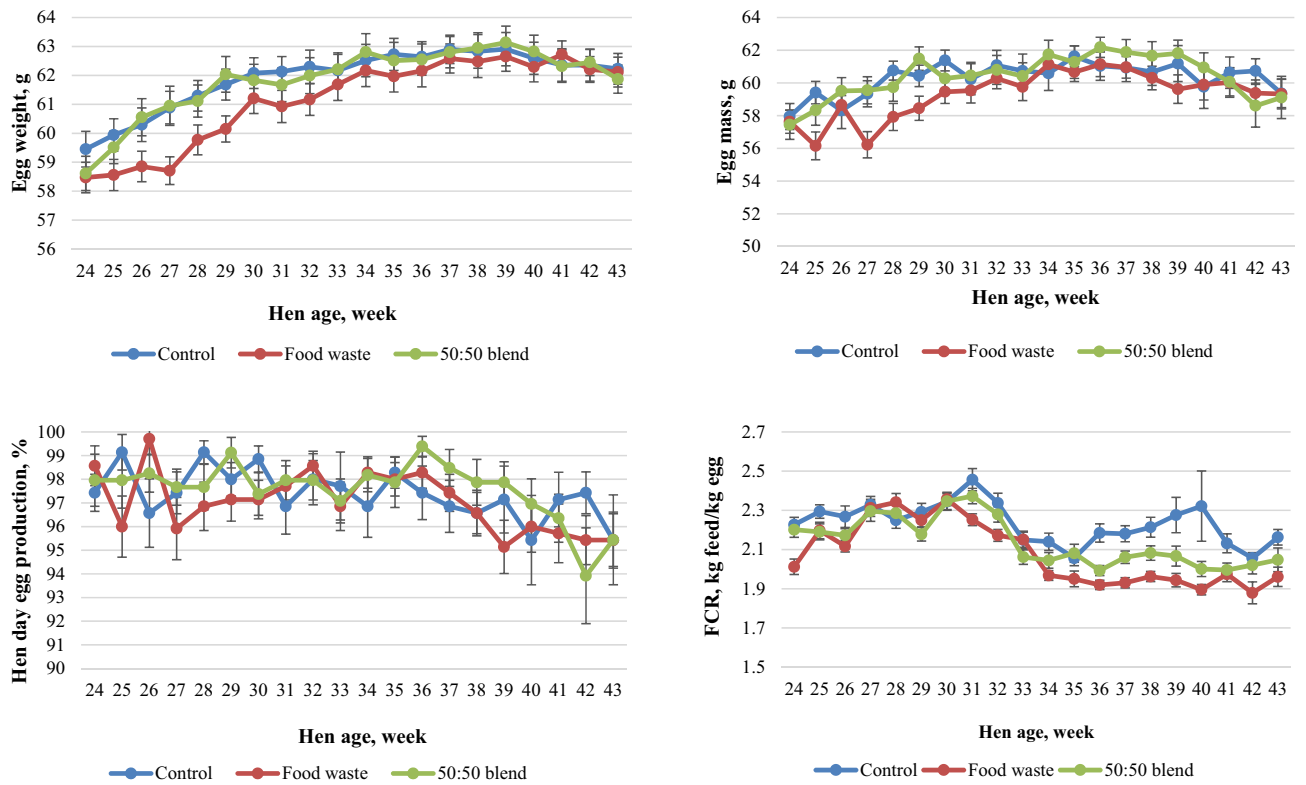 Egg weight, g
64
63
62
61
60
59
58
57
56
24 25 26 27 28 29 30 31 32 33 34 35 36 37 38 39 40 41 42 43
Hen age, week
Control Food waste 50:50 blend
Egg mass, g
64
62
60
58
56
54
52
50
24 25 26 27 28 29 30 31 32 33 34 35 36 37 38 39 40 41 42 43
Hen age, week
Control Food waste 50:50 blend
Hen day egg production, %
100
99
98
97
96
95
94
93
92
91
90
24 25 26 27 28 29 30 31 32 33 34 35 36 37 38 39 40 41 42 43
Hen age, week
Control Food waste 50:50 blend
FCR, kg feed/kg egg
2.7
2.5
2.3
2.1
1.9
1.7
1.5
24 25 26 27 28 29 30 31 32 33 34 35 36 37 38 39 40 41 42 43
Hen age, week
Control Food waste 50:50 blend